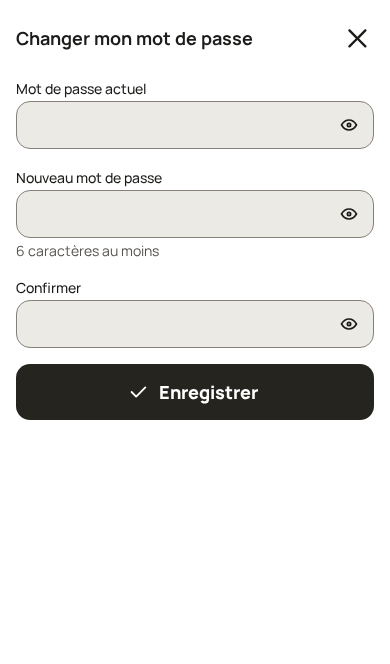 Changer mon mot de passe
Mot de passe actuel
Nouveau mot de passe
6 caractères au moins
Confirmer
Enregistrer